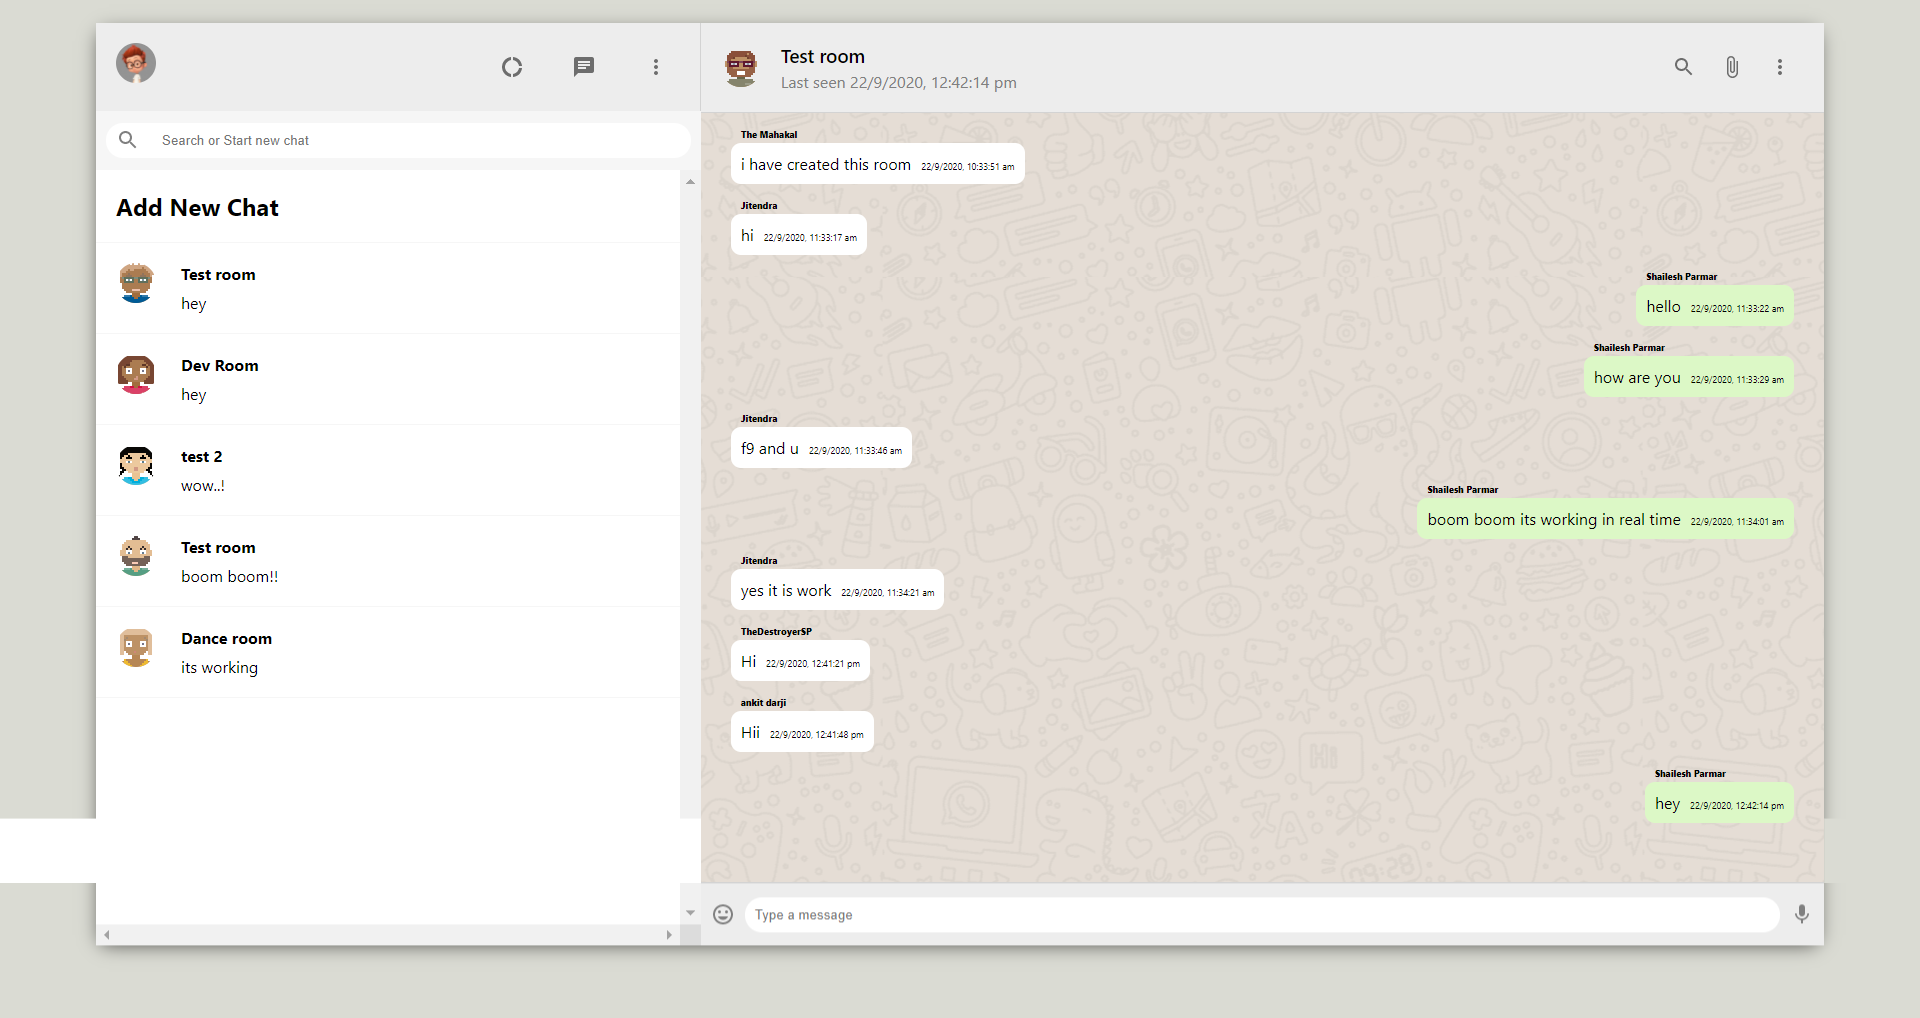 Search or Start new chat
Add New Chat
Test room
hey
Dev Room
hey
test 2
wow..!
Test room
boom boom!!
Dance room
its working
Test room
Last seen 22/9/2020, 12:42:14 pm
The Mahakal
i have created this room 22/9/2020, 10:33:51 am
Jitendra
hi 22/9/2020, 11:33:17 am
Shailesh Parmar
hello 22/9/2020, 11:33:22 am
Shailesh Parmar
how are you 22/9/2020, 11:33:29 am
Jitendra
f9 and u 22/9/2020, 11:33:46 am
Shailesh Parmar
boom boom its working in real time 22/9/2020, 11:34:01 am
Jitendra
yes it is work 22/9/2020, 11:34:21 am
TheDestroyerSP
Hi 22/9/2020, 12:41:21 pm
ankit darji
Hii 22/9/2020, 12:41:48 pm
Hi
Shailesh Parmar
hey 22/9/2020, 12:42:14 pm
09:28
Type a message